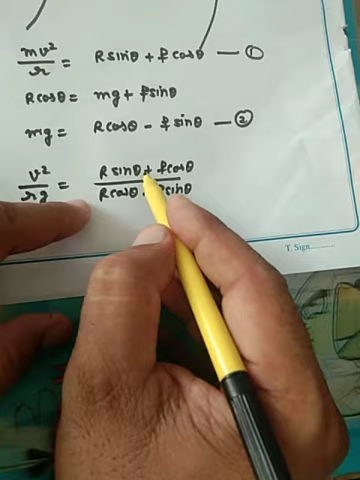 mv²/r = R sinθ + f cosθ — ①
R cosθ = mg + f sinθ
mg = R cosθ - f sinθ — ②
v²/rg = R sinθ + f cosθ / R cosθ - f sinθ
T. Sign..........